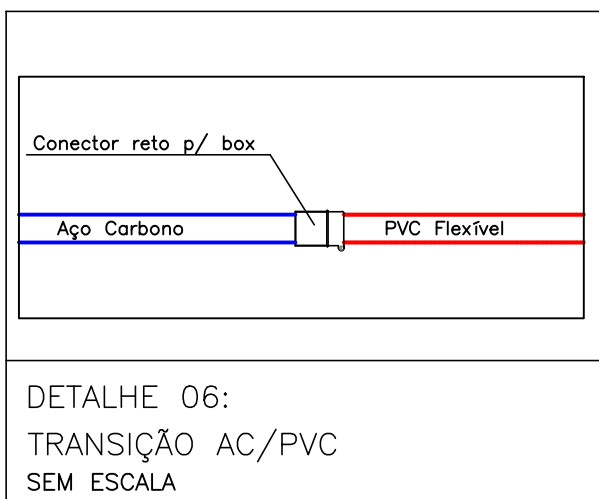 Conector reto p/ box
Aço Carbono
PVC Flexível
DETALHE 06:
TRANSIÇÃO AC/PVC
SEM ESCALA